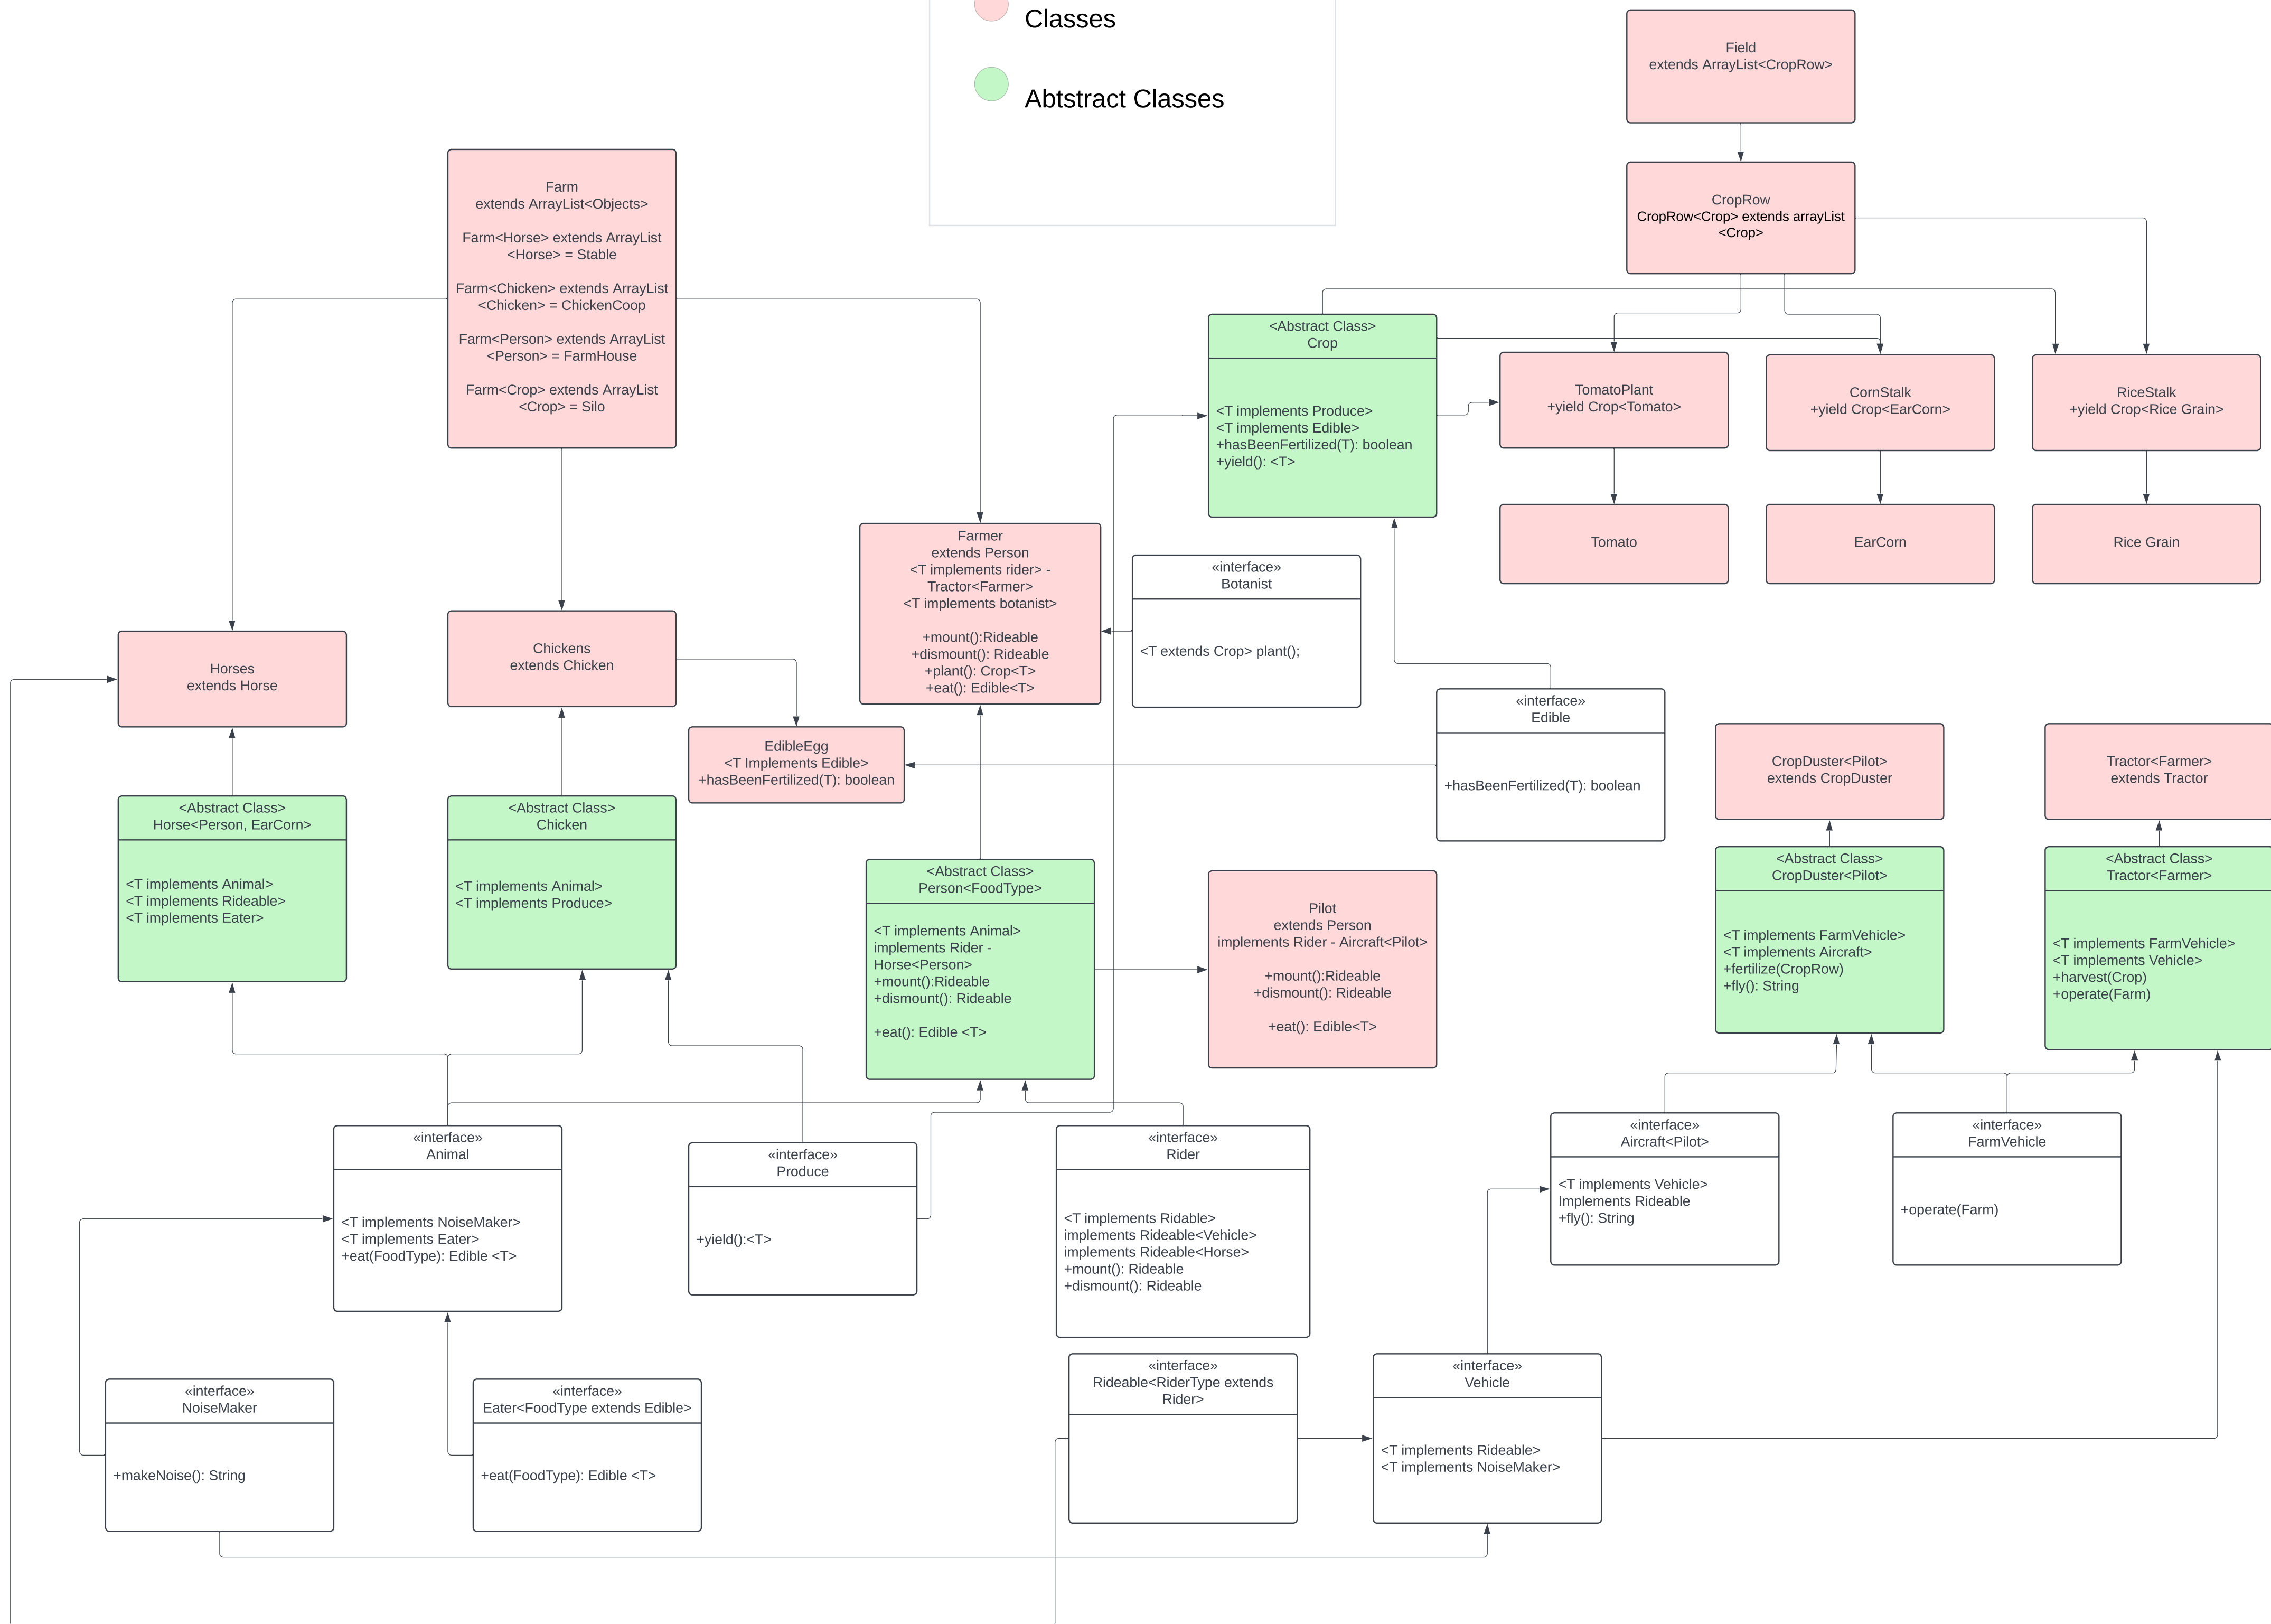 Classes
Abtstract Classes
Field
extends ArrayList<CropRow>
CropRow
CropRow<Crop> extends arrayList
<Crop>
Farm
extends ArrayList<Objects>
Farm<Horse> extends ArrayList
<Horse> = Stable
Farm<Chicken> extends ArrayList
<Chicken> = ChickenCoop
Farm<Person> extends ArrayList
<Person> = FarmHouse
Farm<Crop> extends ArrayList
<Crop> = Silo
<Abstract Class>
Crop
<T implements Produce>
<T implements Edible>
+hasBeenFertilized(T): boolean
+yield(): <T>
TomatoPlant
+yield Crop<Tomato>
CornStalk
+yield Crop<EarCorn>
RiceStalk
+yield Crop<Rice Grain>
Tomato
EarCorn
Rice Grain
Farmer
extends Person
<T implements rider> -
Tractor<Farmer>
<T implements botanist>
+mount():Rideable
+dismount(): Rideable
+plant(): Crop<T>
+eat(): Edible<T>
«interface»
Botanist
<T extends Crop> plant();
Horses
extends Horse
Chickens
extends Chicken
EdibleEgg
<T Implements Edible>
+hasBeenFertilized(T): boolean
«interface»
Edible
+hasBeenFertilized(T): boolean
CropDuster<Pilot>
extends CropDuster
Tractor<Farmer>
extends Tractor
<Abstract Class>
Horse<Person, EarCorn>
<T implements Animal>
<T implements Rideable>
<T implements Eater>
<Abstract Class>
Chicken
<T implements Animal>
<T implements Produce>
<Abstract Class>
Person<FoodType>
<T implements Animal>
implements Rider -
Horse<Person>
+mount():Rideable
+dismount(): Rideable
+eat(): Edible <T>
Pilot
extends Person
implements Rider - Aircraft<Pilot>
+mount():Rideable
+dismount(): Rideable
+eat(): Edible<T>
<Abstract Class>
CropDuster<Pilot>
<T implements FarmVehicle>
<T implements Aircraft>
+fertilize(CropRow)
+fly(): String
<Abstract Class>
Tractor<Farmer>
<T implements FarmVehicle>
<T implements Vehicle>
+harvest(Crop)
+operate(Farm)
«interface»
Animal
<T implements NoiseMaker>
<T implements Eater>
+eat(FoodType): Edible <T>
«interface»
Produce
+yield():<T>
«interface»
Rider
<T implements Ridable>
implements Rideable<Vehicle>
implements Rideable<Horse>
+mount(): Rideable
+dismount(): Rideable
«interface»
Aircraft<Pilot>
<T implements Vehicle>
Implements Rideable
+fly(): String
«interface»
FarmVehicle
+operate(Farm)
«interface»
NoiseMaker
+makeNoise(): String
«interface»
Eater<FoodType extends Edible>
+eat(FoodType): Edible <T>
«interface»
Rideable<RiderType extends
Rider>
«interface»
Vehicle
<T implements Rideable>
<T implements NoiseMaker>